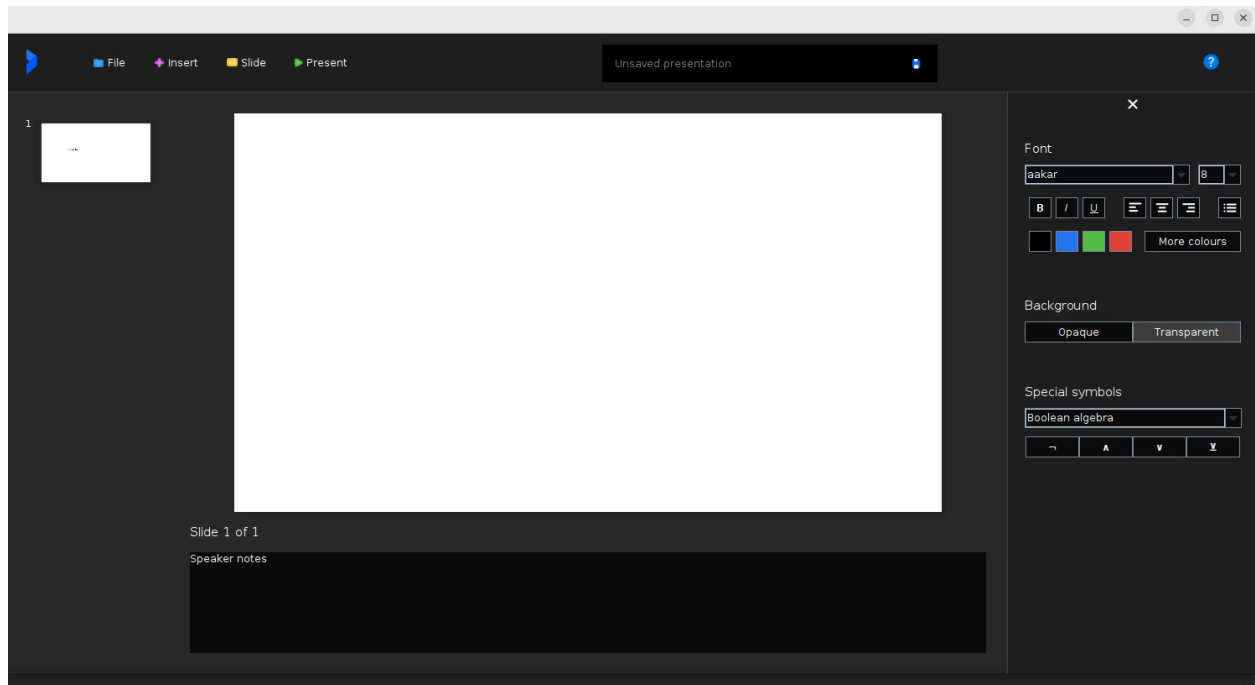 File Insert Slide Present Unsaved presentation ?
1
Font
aakar 8
B I U
More colours
Background
Opaque Transparent
Special symbols
Boolean algebra
¬ ∧ ∨ ⊻
Slide 1 of 1
Speaker notes